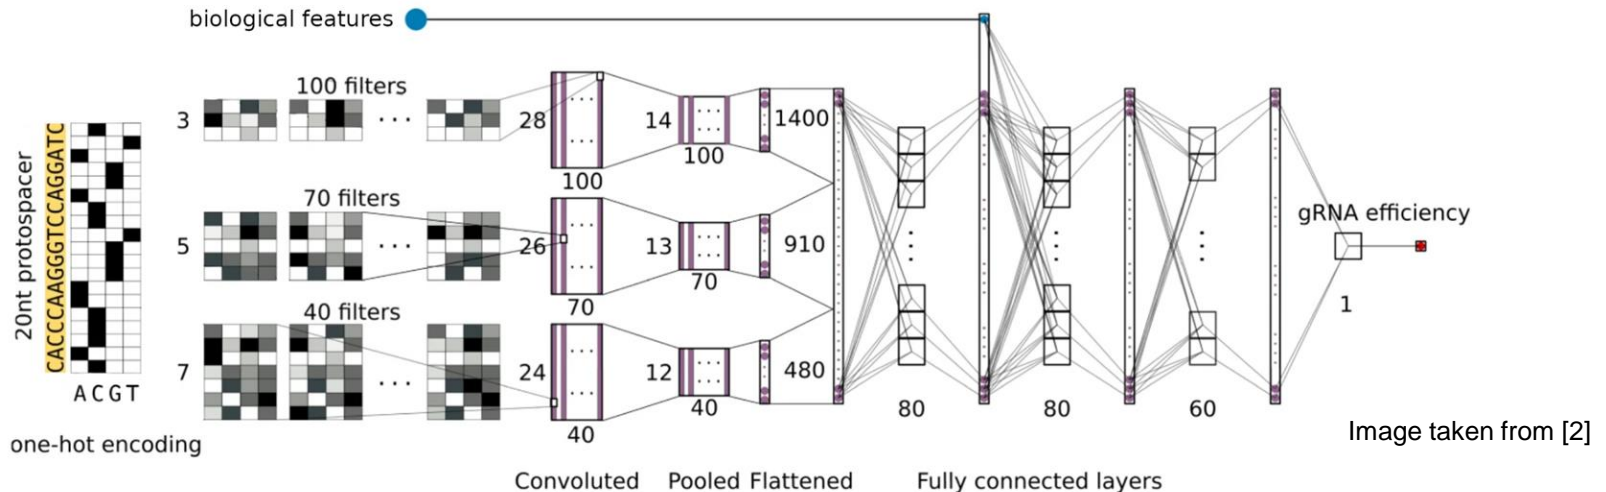 biological features
100 filters
3
28
100
14
100
1400
20nt protospacer
CACCCAAGGGTCCAGGATC
A C G T
one-hot encoding
70 filters
5
26
70
13
70
910
40 filters
7
24
40
12
40
480
80
80
60
gRNA efficiency
1
Convoluted
Pooled
Flattened
Fully connected layers
Image taken from [2]